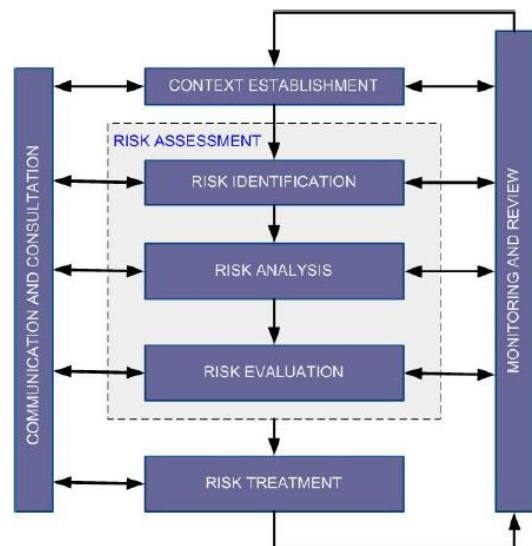 CONTEXT ESTABLISHMENT
RISK ASSESSMENT
RISK IDENTIFICATION
RISK ANALYSIS
RISK EVALUATION
RISK TREATMENT
COMMUNICATION AND CONSULTATION
MONITORING AND REVIEW